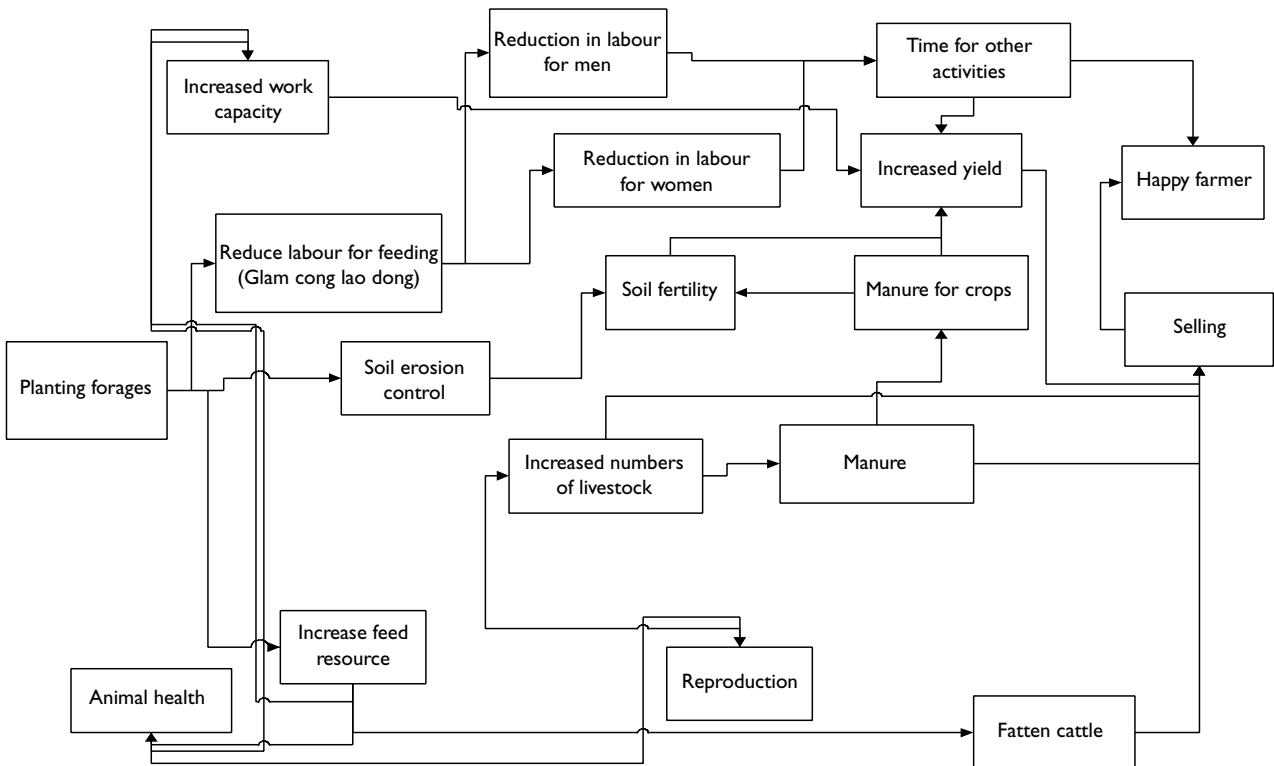 Reduction in labour
for men
Time for other
activities
Increased work
capacity
Reduction in labour
for women
Increased yield
Happy farmer
Reduce labour for feeding
(Glam cong lao dong)
Soil fertility
Manure for crops
Selling
Planting forages
Soil erosion
control
Increased numbers
of livestock
Manure
Increase feed
resource
Animal health
Reproduction
Fatten cattle